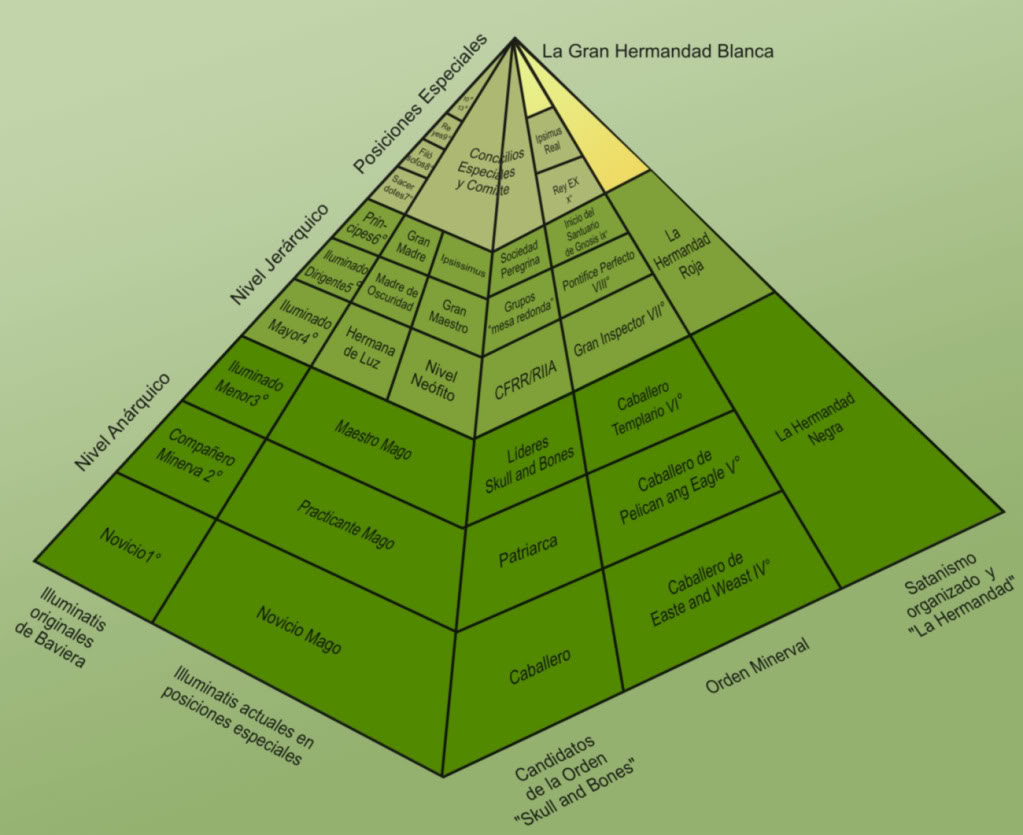 La Gran Hermandad Blanca
Posiciones Especiales
Nivel Jerárquico
Nivel Anárquico
Re
yes9°
Filó
sofos8°
Sacer
dotes7°
Concilios
Especiales
y Comite
Ipsimus
Real
Rey EX
x°
Prin-
cipes6°
Gran
Madre
Ipsissimus
Sociedad
Peregrina
Inicio del
Santuario
de Gnosis ix°
La
Hermandad
Roja
Iluminado
Dirigente5°
Madre de
Oscuridad
Gran
Maestro
Grupos
"mesa redonda"
Pontifice Perfecto
VIII°
Iluminado
Mayor4°
Hermana
de Luz
Nivel
Neófito
CFRR/RIIA
Gran Inspector VII°
Iluminado
Menor3°
Maestro Mago
Líderes
Skull and Bones
Caballero
Templario VI°
La Hermandad
Negra
Compañero
Minerva 2°
Practicante Mago
Patriarca
Caballero de
Pelican ang Eagle V°
Novicio1°
Novicio Mago
Caballero
Caballero de
Easte and Weast IV°
Illuminatis
originales
de Baviera
Illuminatis actuales en
posiciones especiales
Candidatos
de la Orden
"Skull and Bones"
Orden Minerval
Satanismo
organizado y
"La Hermandad"